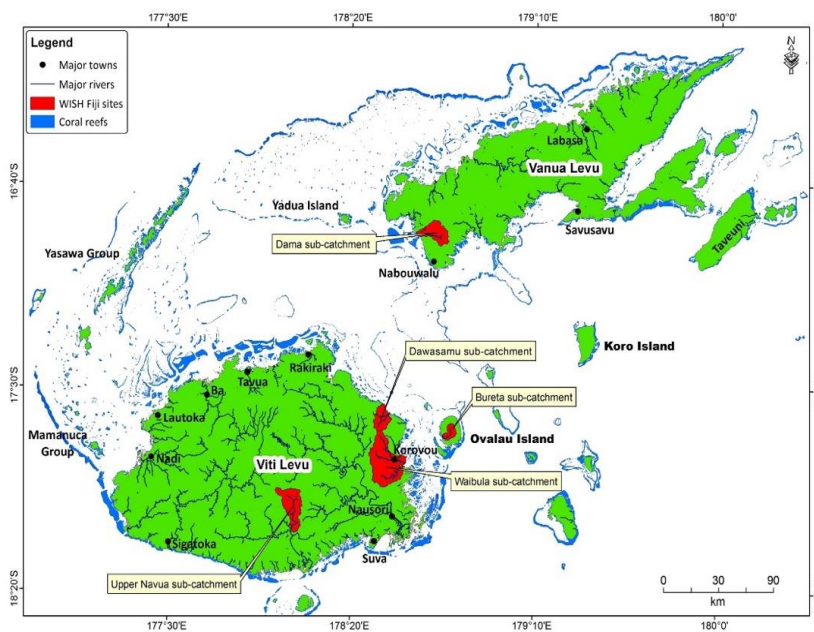 177°30' 178°20' 179°10' 180°0'
Legend
Major towns
Major rivers
WISH Fiji sites
Coral reefs
N
16°40'S
17°30'S
18°20'S
Labasa
Vanua Levu
Yadua Island
Savusavu
Taveuni
Dama sub-catchment
Yasawa Group
Nabouwalu
Dawasamu sub-catchment
Koro Island
Rakiraki
Tavua
Ba
Bureta sub-catchment
Lautoka
Mamanuca
Group
Ovalau Island
Korovou
Nadi
Viti Levu
Waibula sub-catchment
Nausori
Sigatoka
Suva
Upper Navua sub-catchment
0 30 60 90
km
177°30' 178°20' 179°10' 180°0'